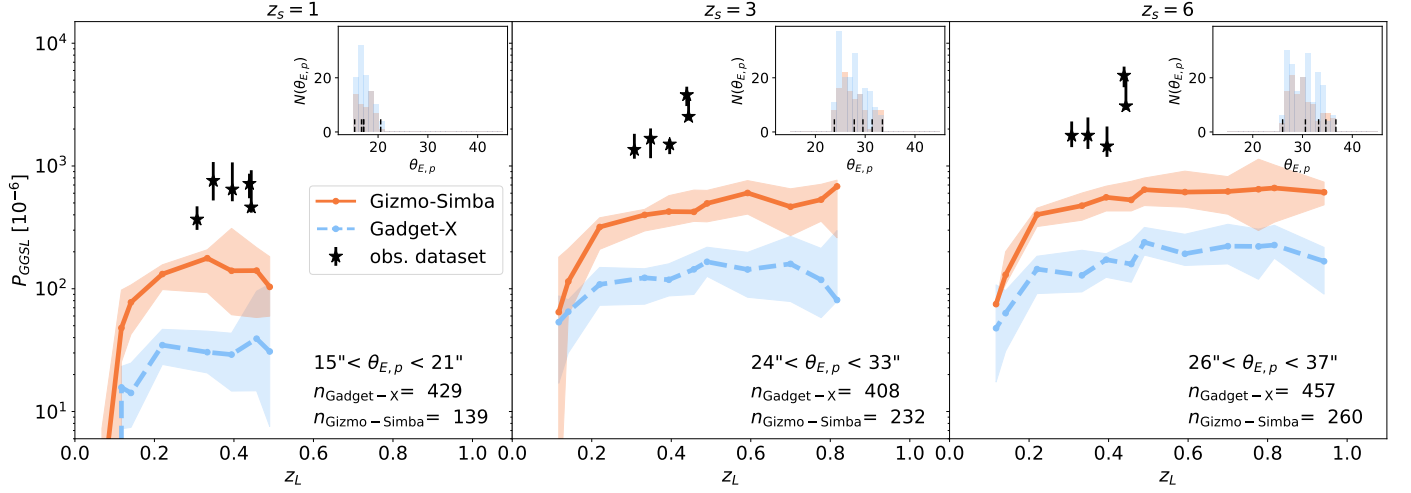 z_s = 1
z_s = 3
z_s = 6
P_GGSL [10^−6]
10^4
10^3
10^2
10^1
N(θ_E,p)
20
0
20
30
40
θ_E,p
N(θ_E,p)
20
0
20
30
40
θ_E,p
N(θ_E,p)
20
0
20
30
40
θ_E,p
Gizmo-Simba
Gadget-X
obs. dataset
15"< θ_E,p < 21"
n_Gadget−X= 429
n_Gizmo−Simba= 139
24"< θ_E,p < 33"
n_Gadget−X= 408
n_Gizmo−Simba= 232
26"< θ_E,p < 37"
n_Gadget−X= 457
n_Gizmo−Simba= 260
0.0 0.2 0.4 0.6 0.8 1.0
0.0 0.2 0.4 0.6 0.8 1.0
0.0 0.2 0.4 0.6 0.8 1.0
z_L
z_L
z_L